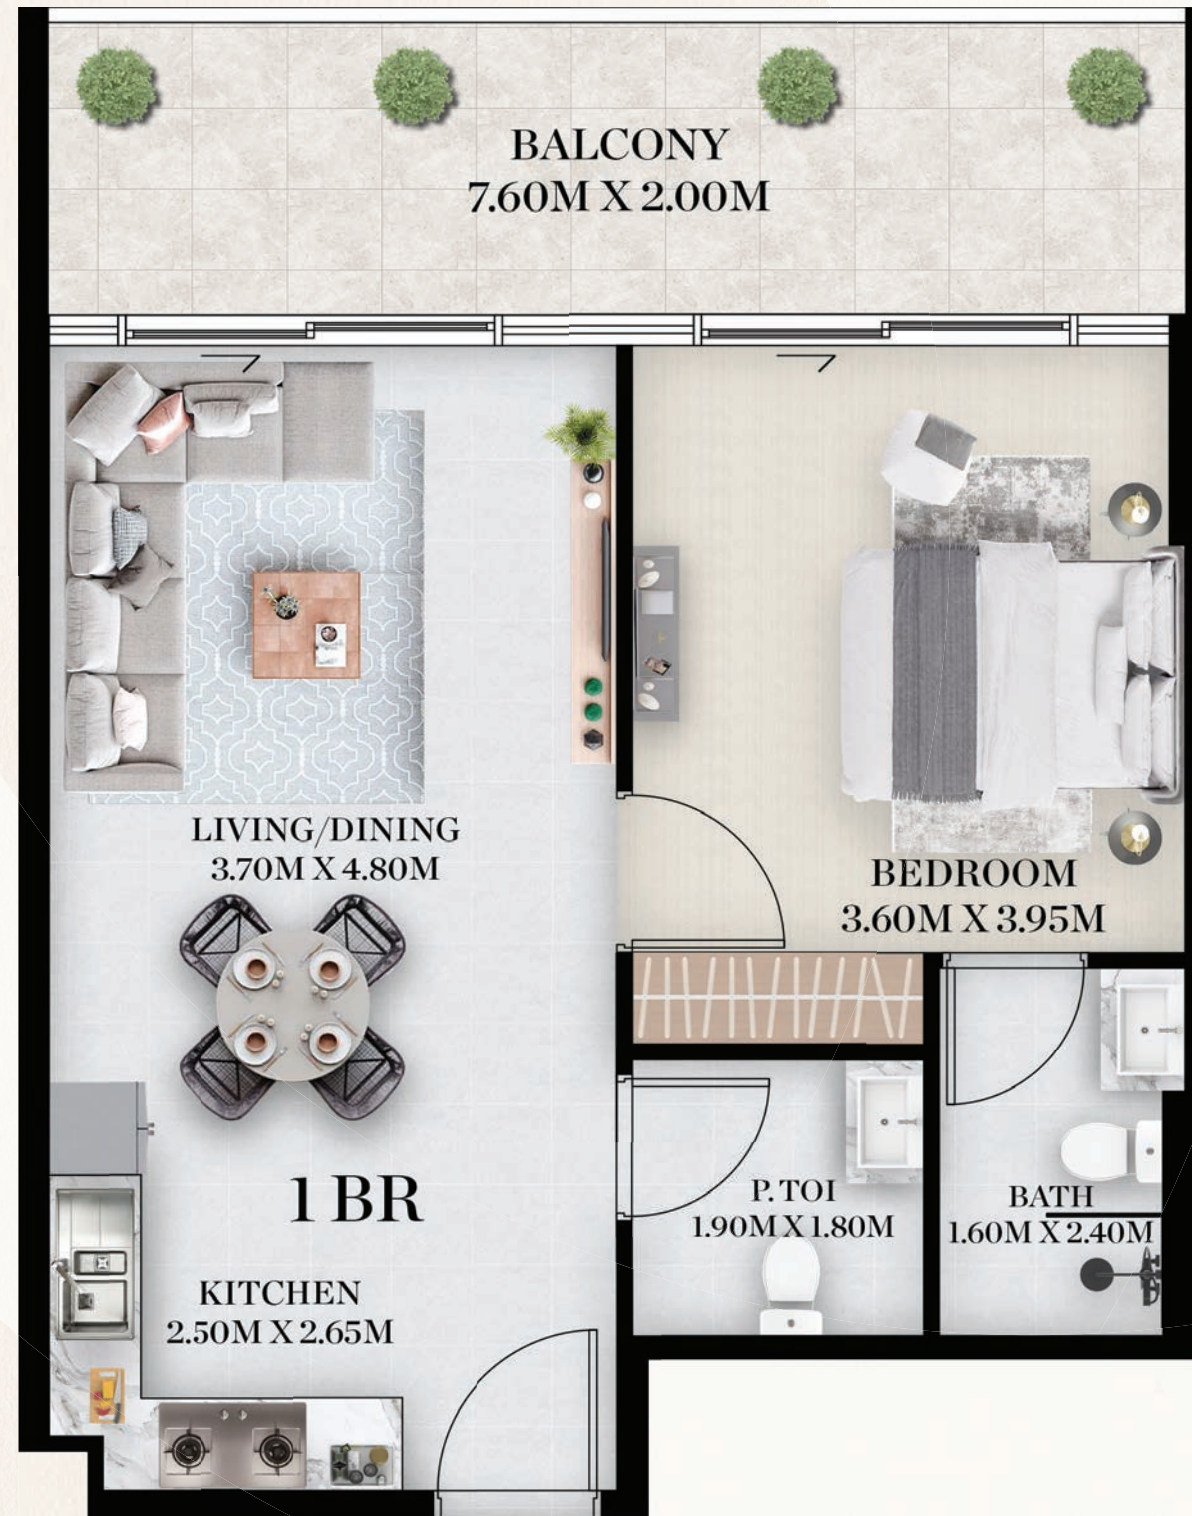 BALCONY
7.60M X 2.00M
LIVING/DINING
3.70M X 4.80M
BEDROOM
3.60M X 3.95M
1 BR
P. TOI
1.90M X 1.80M
BATH
1.60M X 2.40M
KITCHEN
2.50M X 2.65M